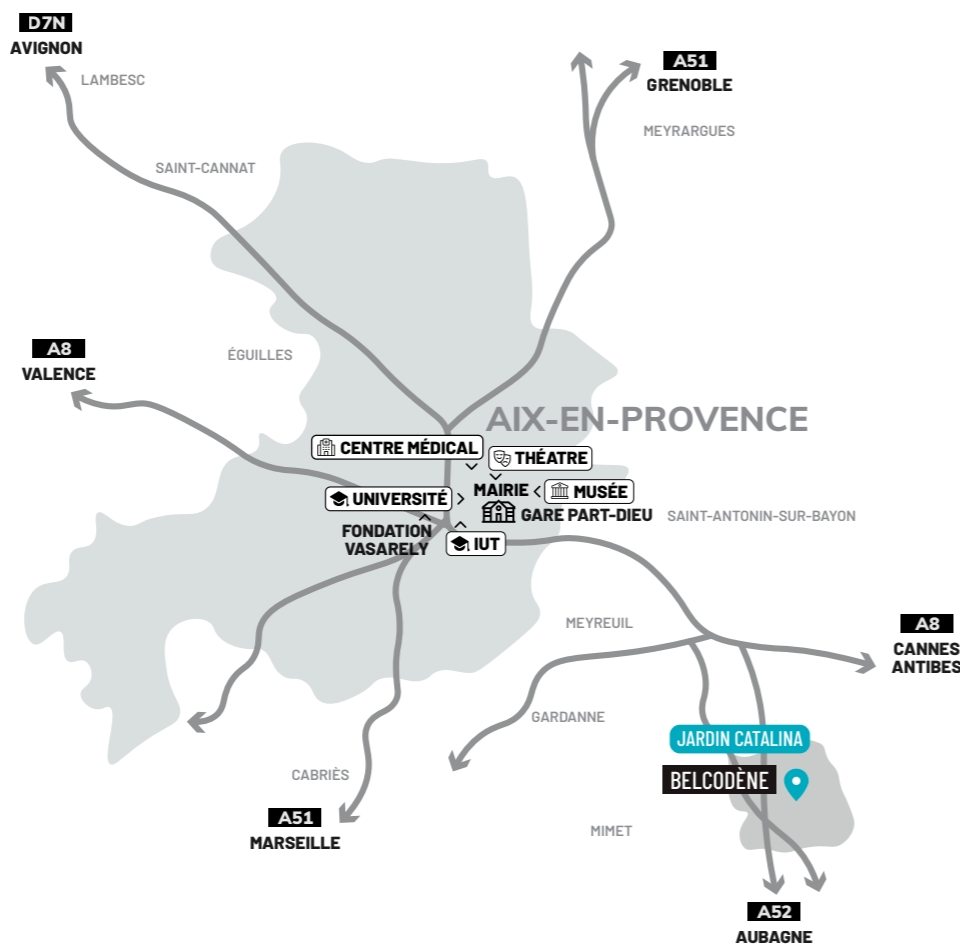 D7N
AVIGNON
LAMBESC
A51
GRENOBLE
MEYRARGUES
SAINT-CANNAT
A8
VALENCE
ÉGUILLES
AIX-EN-PROVENCE
CENTRE MÉDICAL
THÉATRE
UNIVERSITÉ
MAIRIE
MUSÉE
GARE PART-DIEU
SAINT-ANTONIN-SUR-BAYON
FONDATION
VASARELY
IUT
MEYREUIL
A8
CANNES
ANTIBES
GARDANNE
JARDIN CATALINA
BELCODÈNE
CABRIÈS
A51
MARSEILLE
MIMET
A52
AUBAGNE